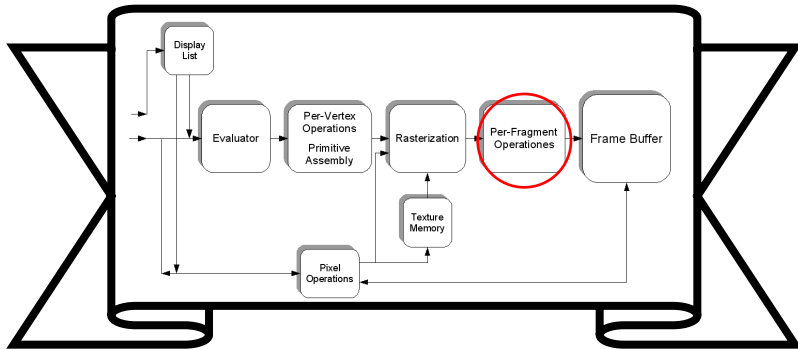 Display
List
Evaluator
Per-Vertex
Operations
Primitive
Assembly
Rasterization
Per-Fragment
Operationes
Frame Buffer
Texture
Memory
Pixel
Operations